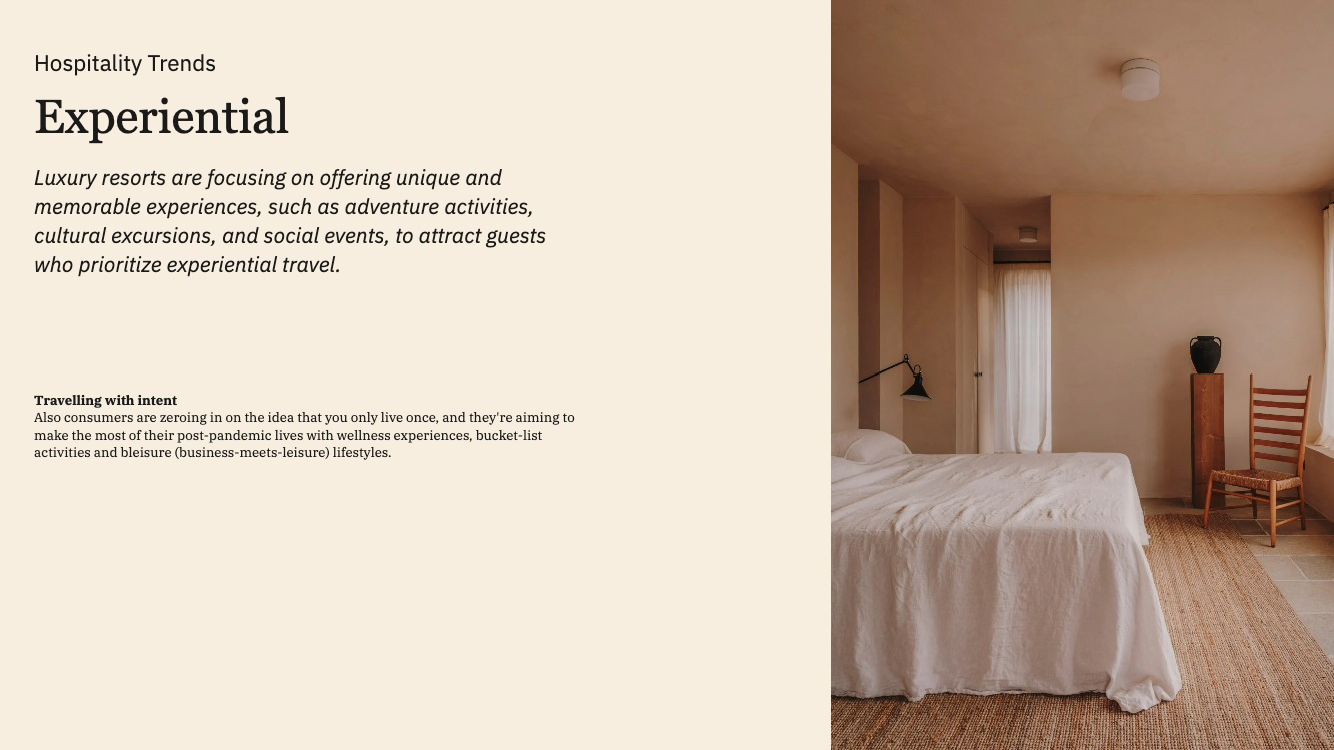 Hospitality Trends
Experiential
Luxury resorts are focusing on offering unique and
memorable experiences, such as adventure activities,
cultural excursions, and social events, to attract guests
who prioritize experiential travel.
Travelling with intent
Also consumers are zeroing in on the idea that you only live once, and they're aiming to
make the most of their post-pandemic lives with wellness experiences, bucket-list
activities and bleisure (business-meets-leisure) lifestyles.